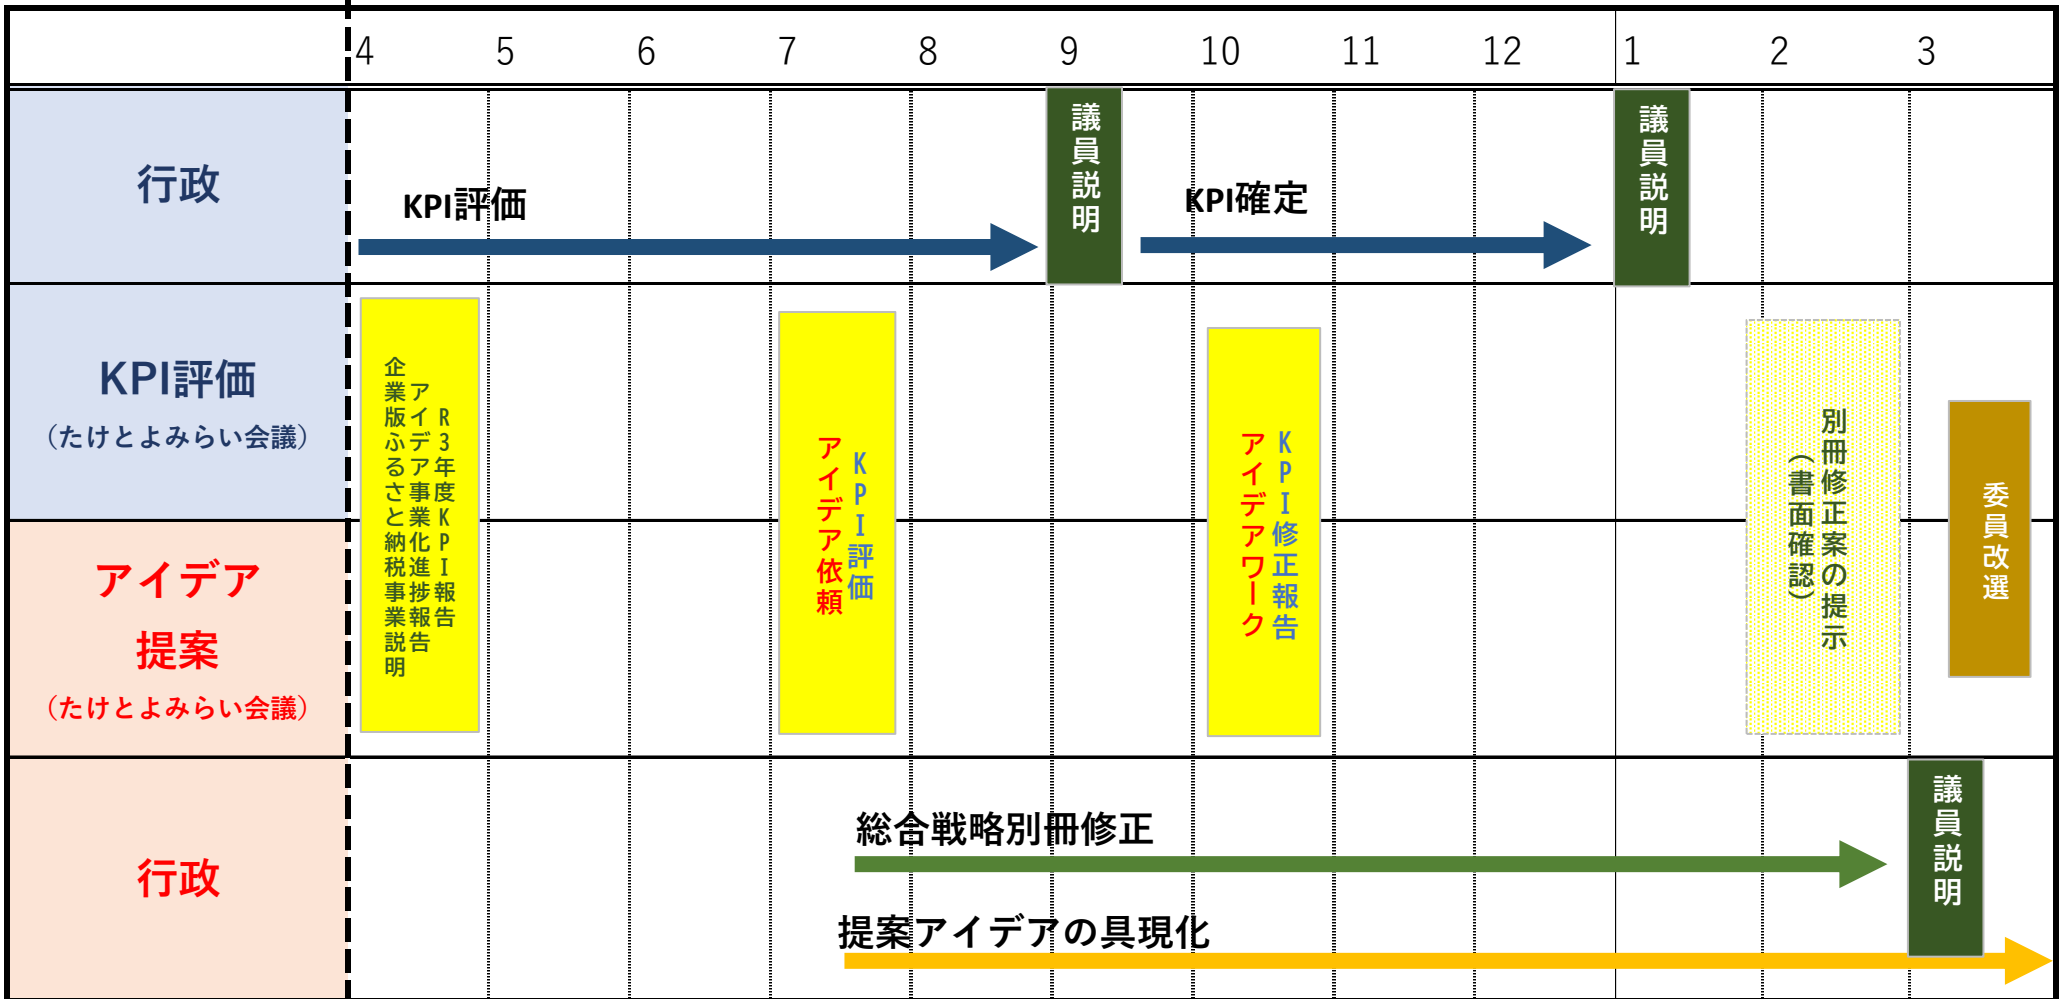 4 5 6 7 8 9 10 11 12 1 2 3
行政
KPI評価
議員説明
KPI確定
議員説明
KPI評価
（たけとよみらい会議）
アイデア
提案
（たけとよみらい会議）
R3年度KPI報告
アイデア事業化進捗報告
企業版ふるさと納税事業説明
KPI評価
アイデア依頼
KPI修正報告
アイデアワーク
別冊修正案の提示
（書面確認）
委員改選
行政
総合戦略別冊修正
提案アイデアの具現化
議員説明